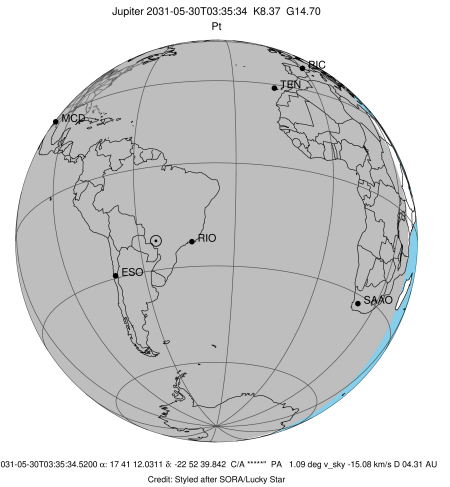 Jupiter 2031-05-30T03:35:34 K8.37 G14.70
Pt
PIC
TEN
MCD
RIO
ESO
SAAO
031-05-30T03:35:34.5200 α: 17 41 12.0311 δ: -22 52 39.842 C/A *****" PA 1.09 deg v_sky -15.08 km/s D 04.31 AU
Credit: Styled after SORA/Lucky Star